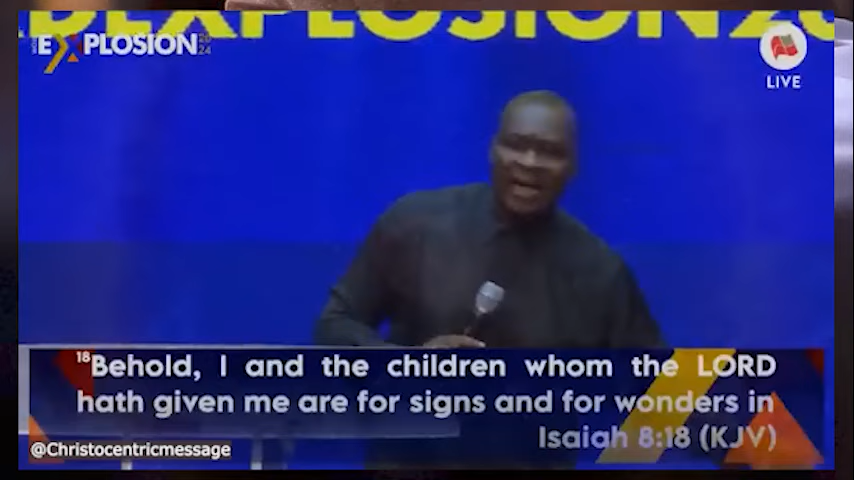 EXPLOSION
2024
LIVE
18Behold, I and the children whom the LORD
hath given me are for signs and for wonders in
Isaiah 8:18 (KJV)
@Christocentricmessage